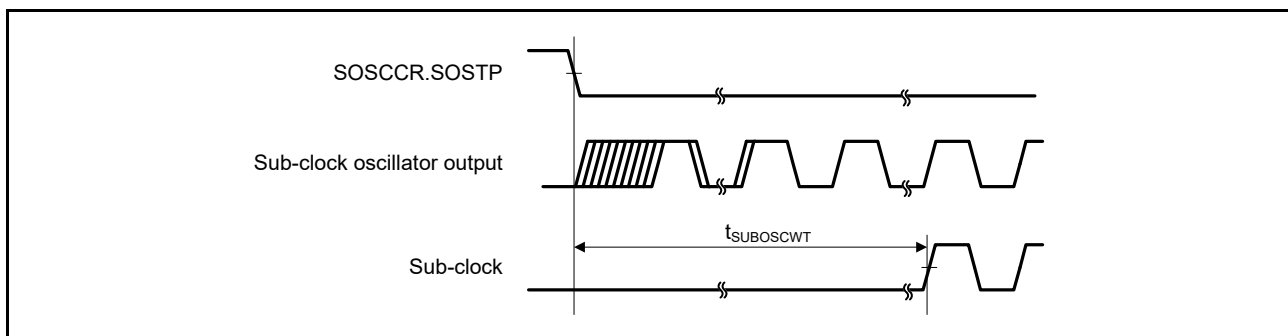 SOSCCR.SOSTP
Sub-clock oscillator output
tSUBOSCWT
Sub-clock